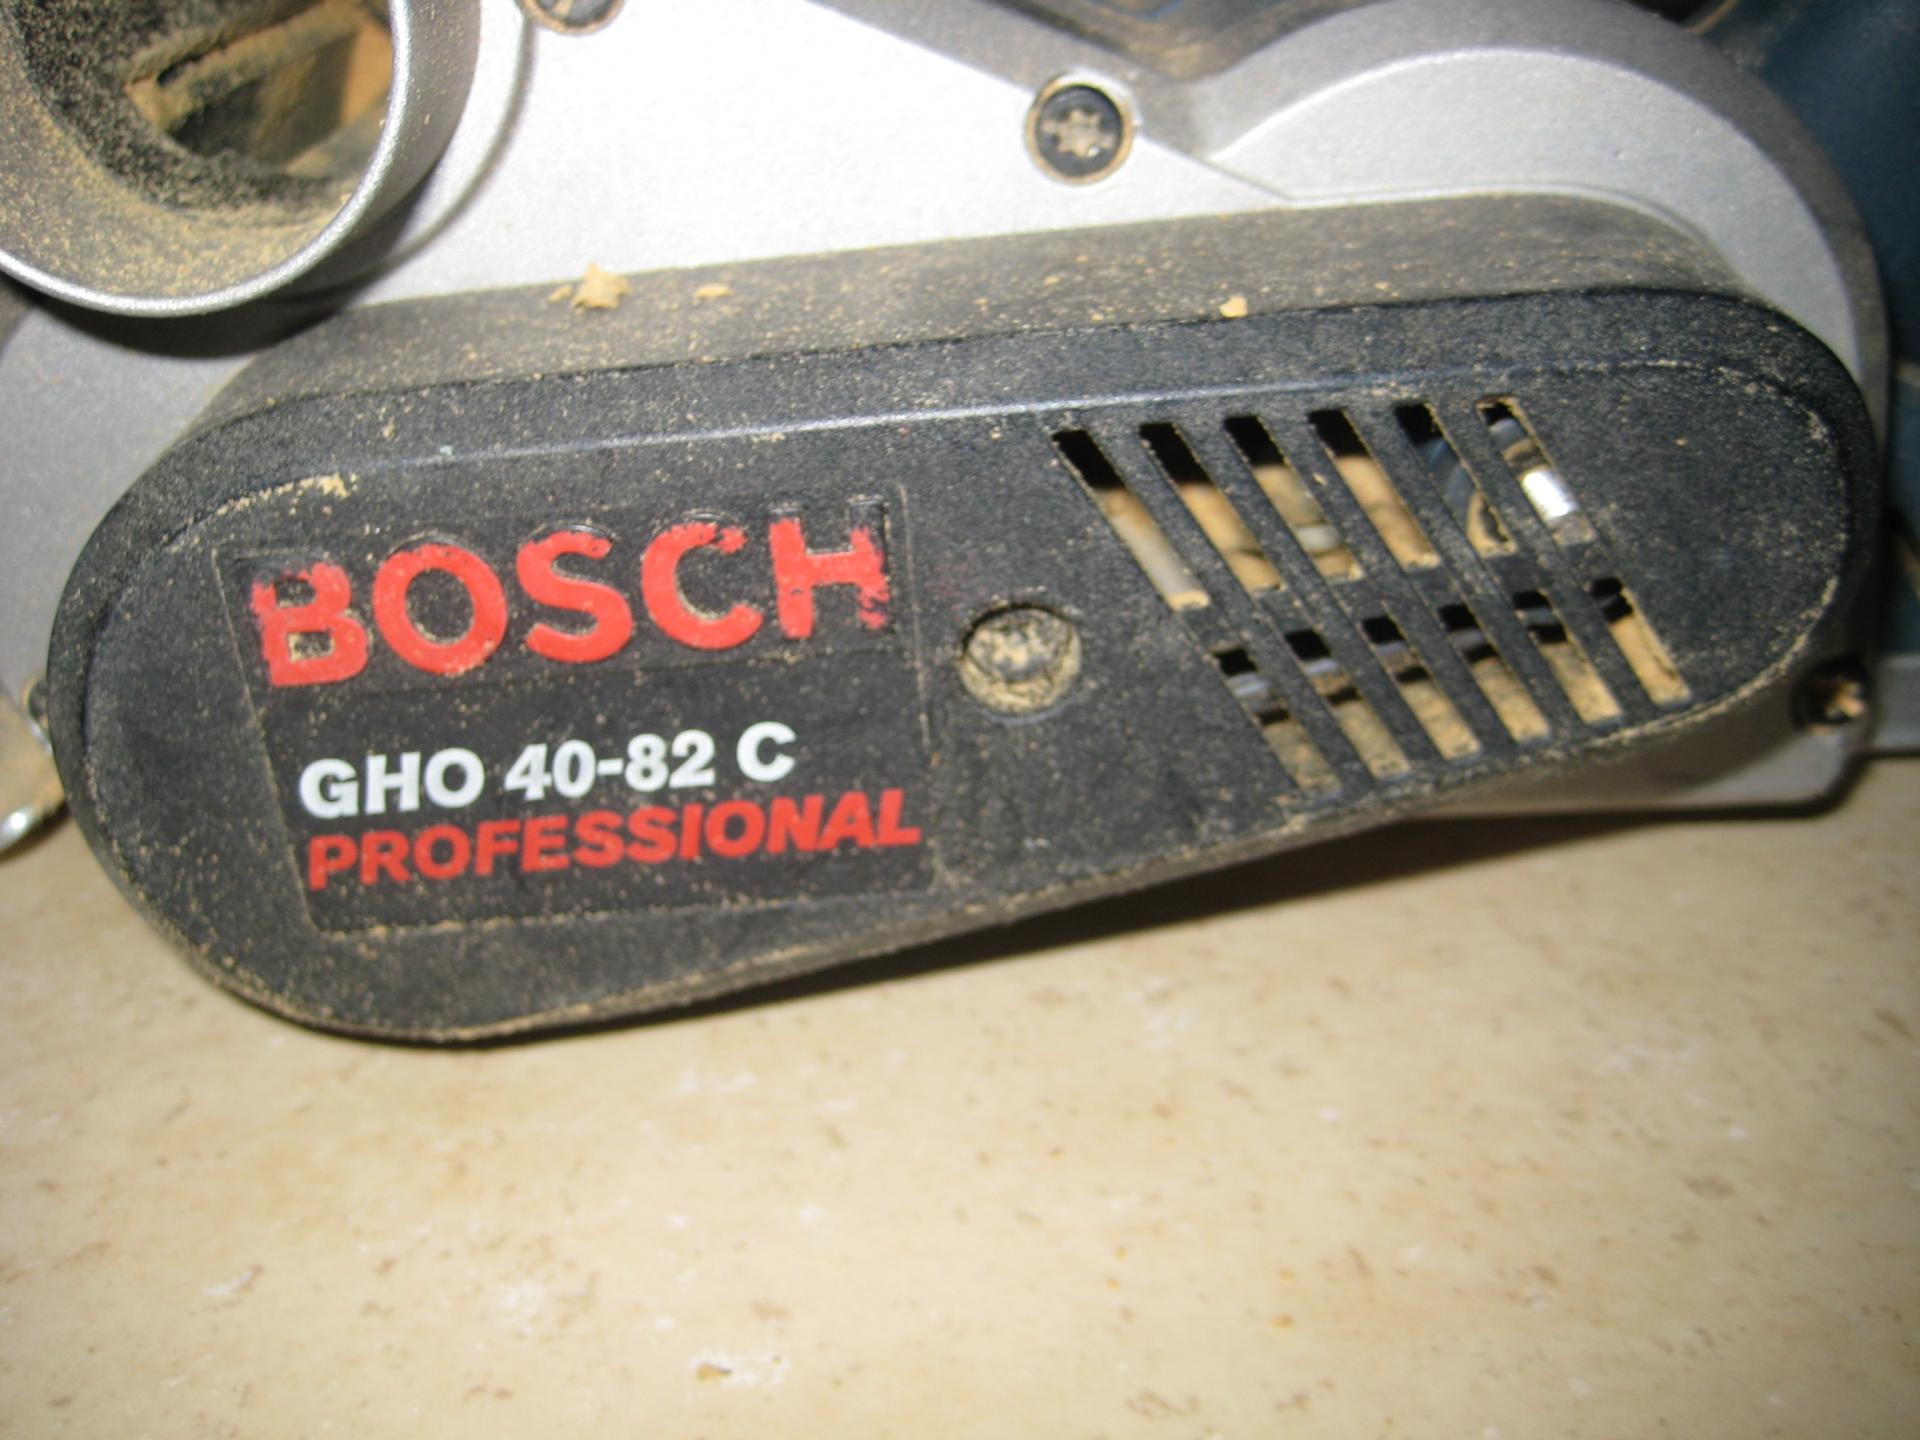 BOSCH
GHO 40-82 C
PROFESSIONAL